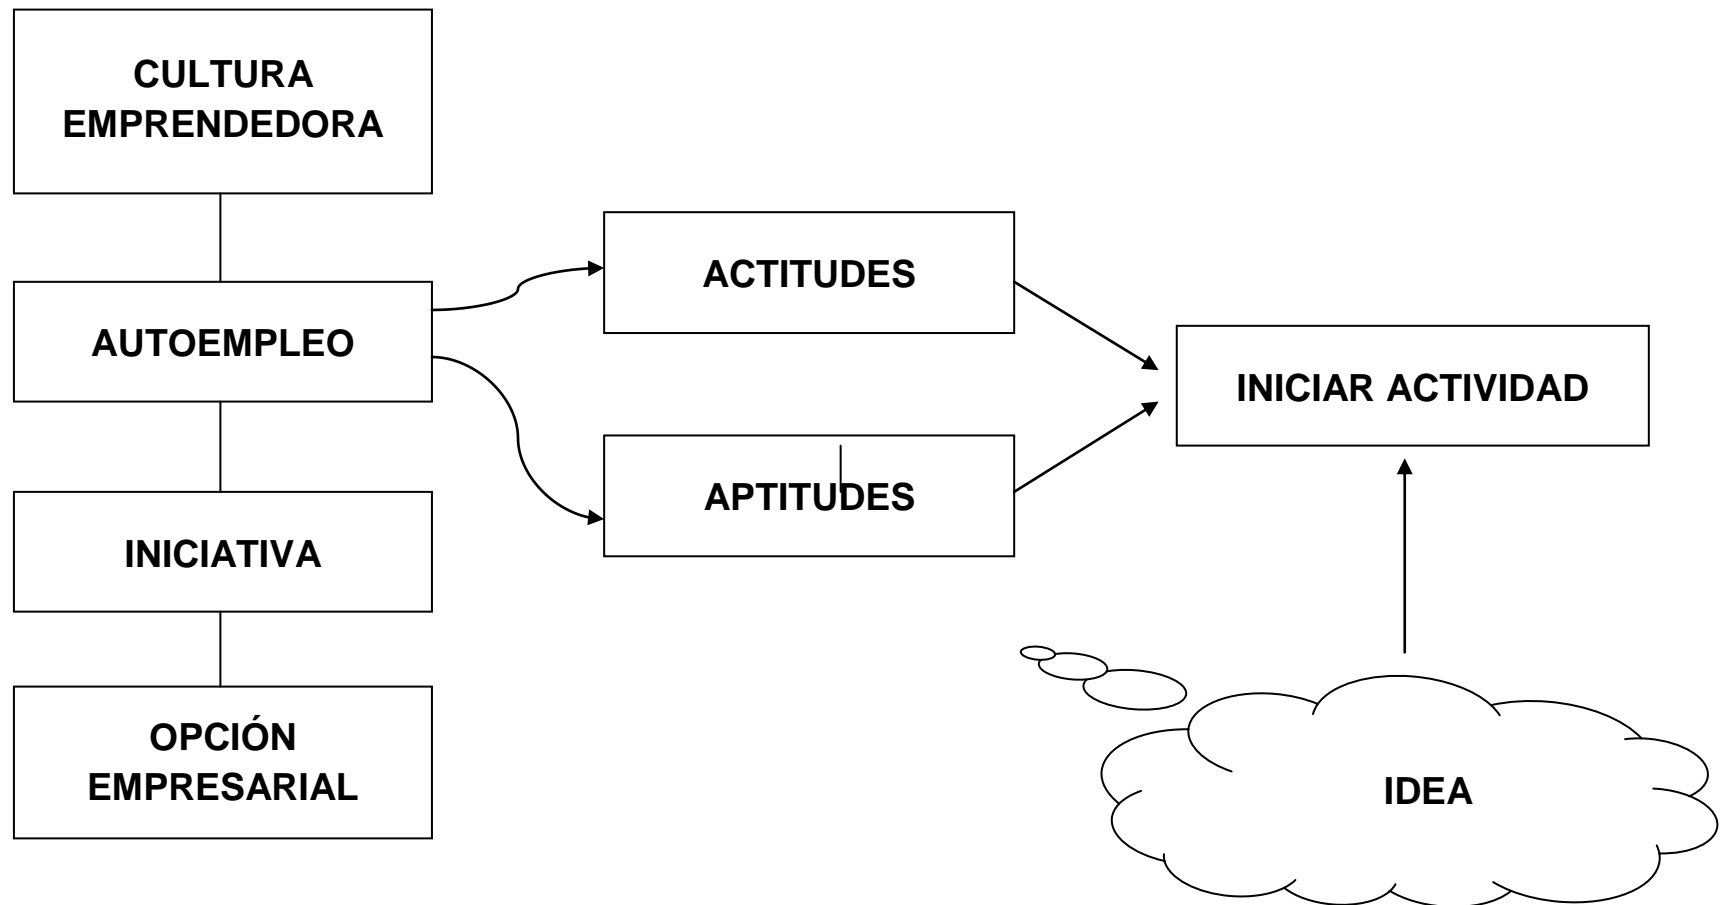 CULTURA
EMPRENDEDORA
AUTOEMPLEO
INICIATIVA
OPCIÓN
EMPRESARIAL
ACTITUDES
APTITUDES
INICIAR ACTIVIDAD
IDEA